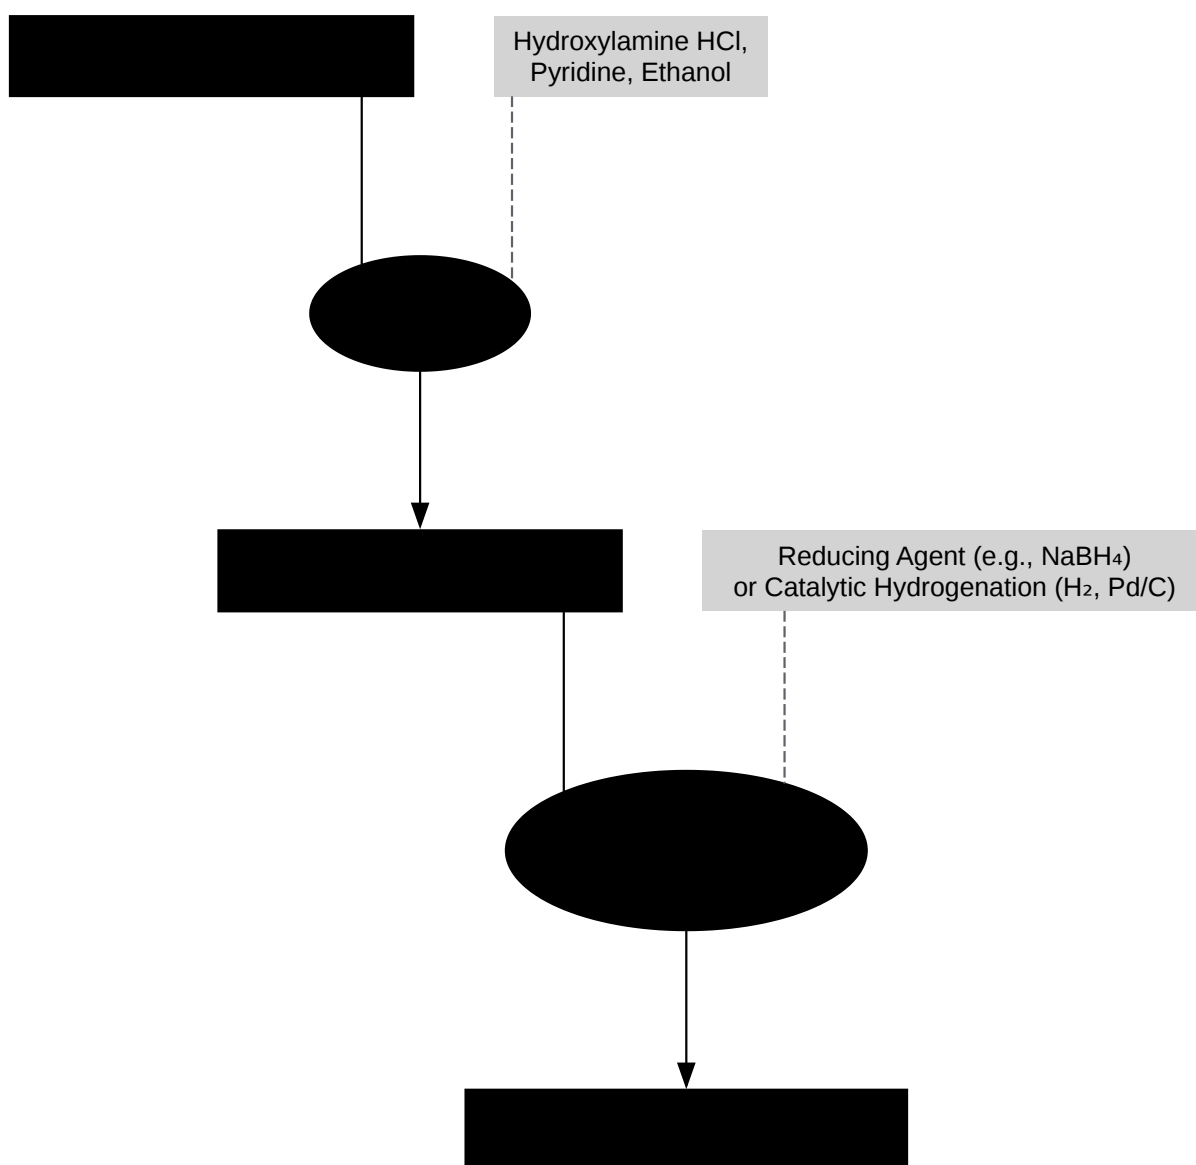 Hydroxylamine HCl,
Pyridine, Ethanol
Reducing Agent (e.g., NaBH₄)
or Catalytic Hydrogenation (H₂, Pd/C)